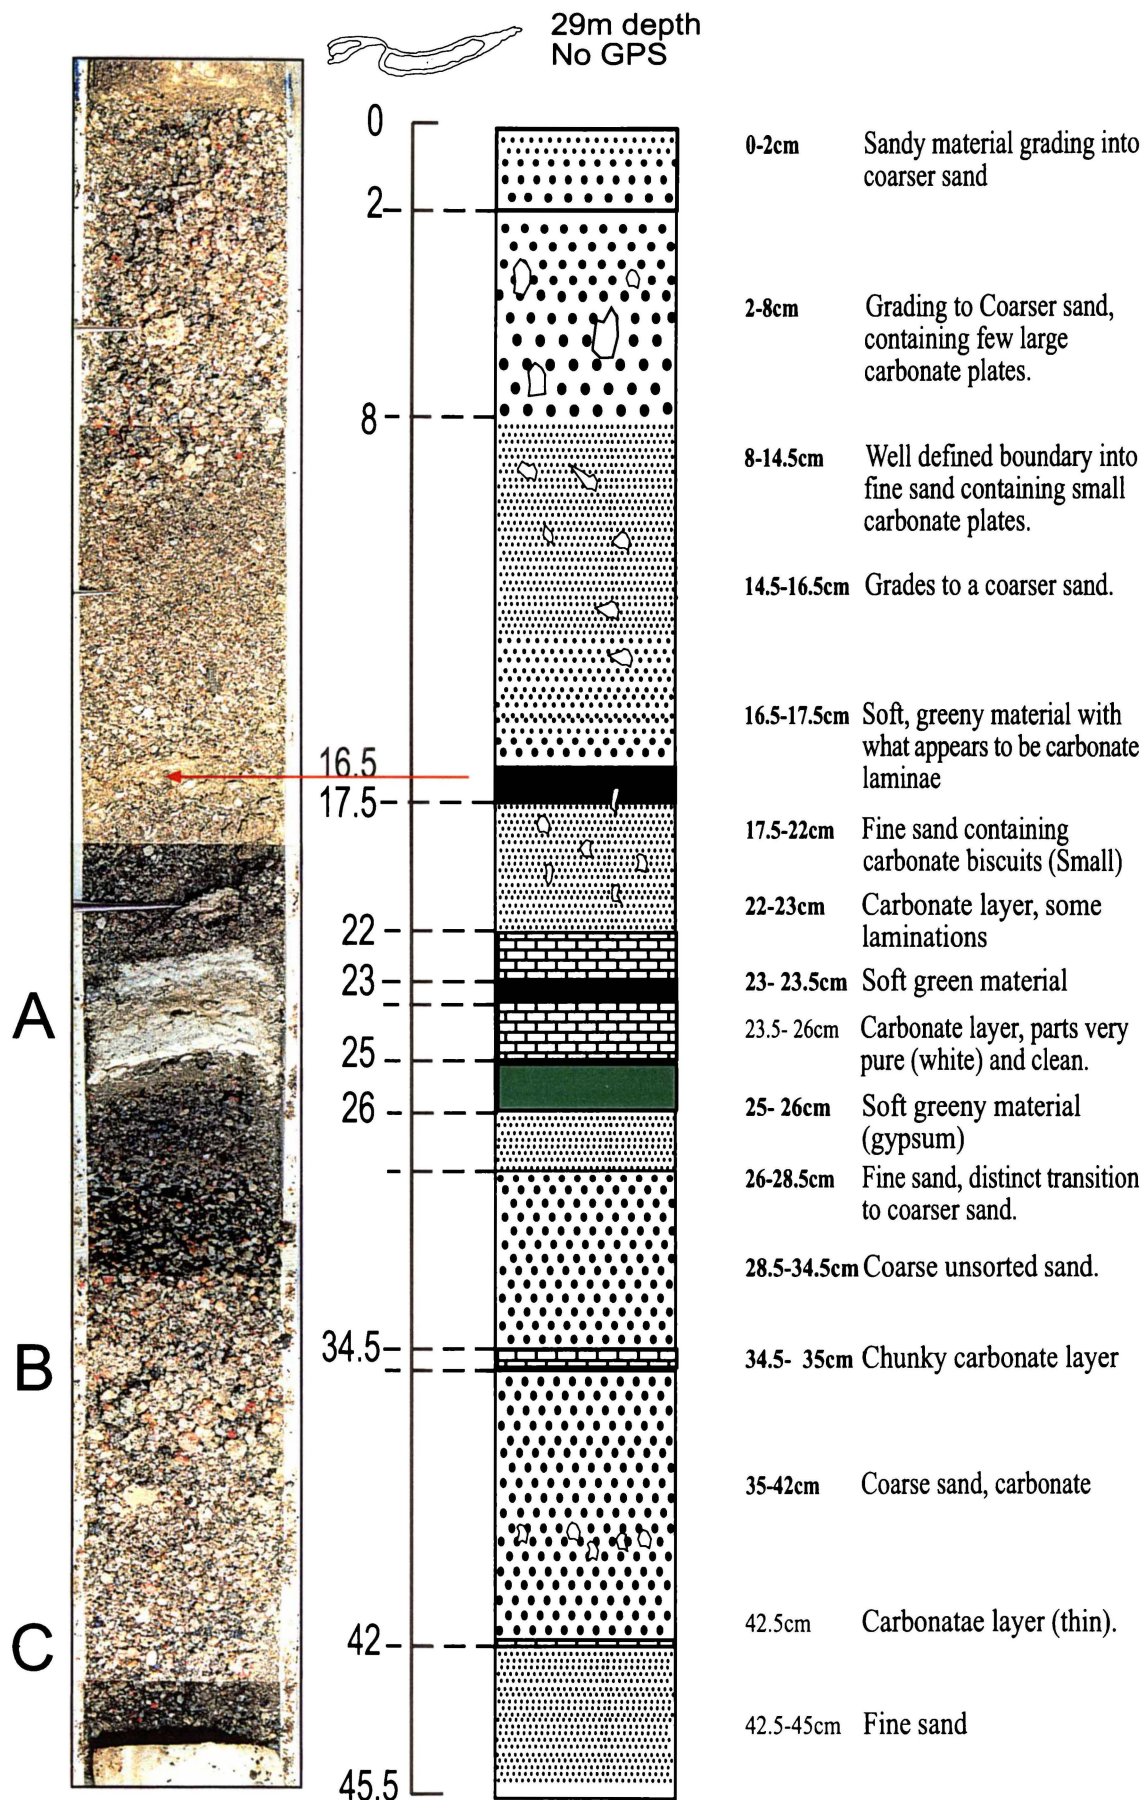 29m depth
No GPS
0
2
8
16.5
17.5
22
23
25
26
34.5
42
45.5
A
B
C
0-2cm Sandy material grading into
coarser sand
2-8cm Grading to Coarser sand,
containing few large
carbonate plates.
8-14.5cm Well defined boundary into
fine sand containing small
carbonate plates.
14.5-16.5cm Grades to a coarser sand.
16.5-17.5cm Soft, greeny material with
what appears to be carbonate
laminae
17.5-22cm Fine sand containing
carbonate biscuits (Small)
22-23cm Carbonate layer, some
laminations
23- 23.5cm Soft green material
23.5- 26cm Carbonate layer, parts very
pure (white) and clean.
25- 26cm Soft greeny material
(gypsum)
26-28.5cm Fine sand, distinct transition
to coarser sand.
28.5-34.5cm Coarse unsorted sand.
34.5- 35cm Chunky carbonate layer
35-42cm Coarse sand, carbonate
42.5cm Carbonatae layer (thin).
42.5-45cm Fine sand